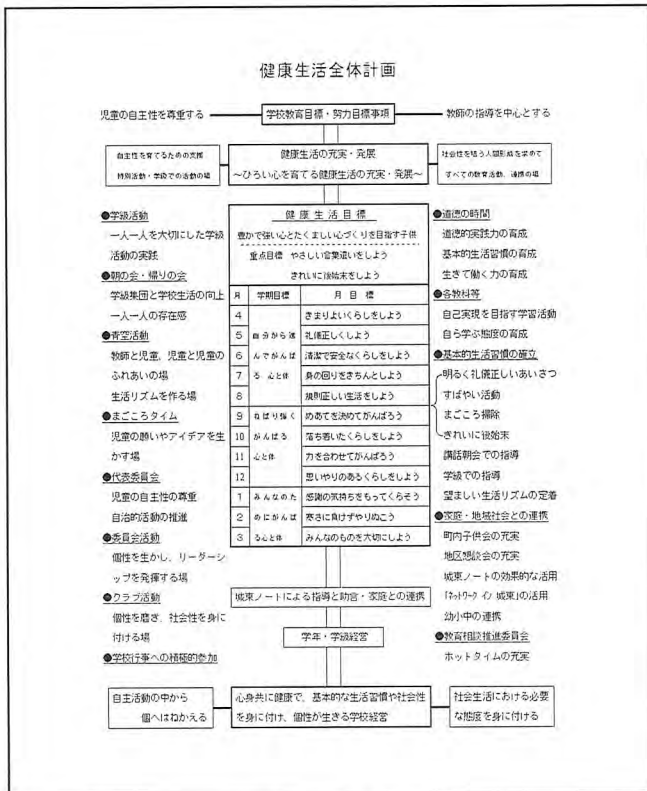 健康生活全体計画
児童の自主性を尊重する
学校教育目標・努力目標事項
教師の指導を中心とする
自主性を育てるための支援
特別活動・学級での活動の場
健康生活の充実・発展
～ひろい心を育てる健康生活の充実・発展～
社会性を培う人間形成を求めて
すべての教育活動、連携の場
●学級活動
一人一人を大切にした学級
活動の実践
●朝の会・帰りの会
学級集団と学校生活の向上
一人一人の存在感
●青空活動
教師と児童，児童と児童の
ふれあいの場
生活リズムを作る場
●まごころタイム
児童の願いやアイデアを生
かす場
●代表委員会
児童の自主性の尊重
自治的活動の推進
●委員会活動
個性を生かし，リーダーシ
ップを発揮する場
●クラブ活動
個性を磨き，社会性を身に
付ける場
●学校行事への積極的参加
健康生活目標
豊かで強い心とたくましい心づくりを目指す子供
重点目標 やさしい言葉遣いをしよう
きれいに後始末をしよう
月 学期目標 月目標
4 きまりよいくらしをしよう
5 自分から進 礼儀正しくしよう
6 んでがんば 清潔で安全なくらしをしよう
7 る心と体 身の回りをきちんとしよう
8 規則正しい生活をしよう
9 ねばり強く めあてを決めてがんばろう
10 がんばる 落ち着いたくらしをしよう
11 心と体 力を合わせてがんばろう
12 思いやりのあるくらしをしよう
1 みんなのた 感謝の気持ちをもってくらそう
2 めにがんば 寒さに負けずやりぬこう
3 る心と体 みんなのものを大切にしよう
●道徳の時間
道徳的実践力の育成
基本的生活習慣の育成
生きて働く力の育成
●各教科等
自己実現を目指す学習活動
自ら学ぶ態度の育成
●基本的生活習慣の確立
明るく礼儀正しいあいさつ
すばやい活動
まごころ掃除
きれいに後始末
講話朝会での指導
学級での指導
望ましい生活リズムの定着
●家庭・地域社会との連携
町内子供会の充実
地区懇談会の充実
城東ノートの効果的な活用
「ネットワーク イン 城東」の活用
幼小中の連携
●教育相談推進委員会
ホットタイムの充実
城東ノートによる指導と助言・家庭との連携
学年・学級経営
自主活動の中から
個へはねかえる
心身共に健康で、基本的な生活習慣や社会性
を身に付け、個性が生きる学校経営
社会生活における必要
な態度を身に付ける